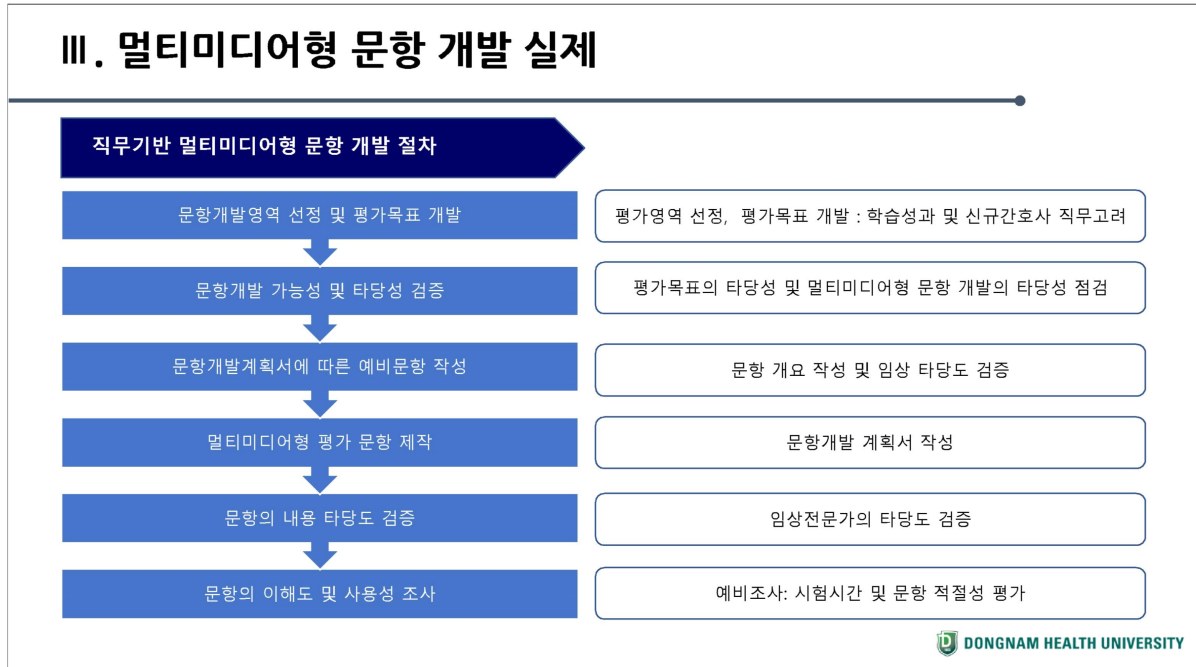 Ⅲ. 멀티미디어형 문항 개발 실제
직무기반 멀티미디어형 문항 개발 절차
문항개발영역 선정 및 평가목표 개발
평가영역 선정, 평가목표 개발 : 학습성과 및 신규간호사 직무고려
문항개발 가능성 및 타당성 검증
평가목표의 타당성 및 멀티미디어형 문항 개발의 타당성 점검
문항개발계획서에 따른 예비문항 작성
문항 개요 작성 및 임상 타당도 검증
멀티미디어형 평가 문항 제작
문항개발 계획서 작성
문항의 내용 타당도 검증
임상전문가의 타당도 검증
문항의 이해도 및 사용성 조사
예비조사: 시험시간 및 문항 적절성 평가
DONGNAM HEALTH UNIVERSITY